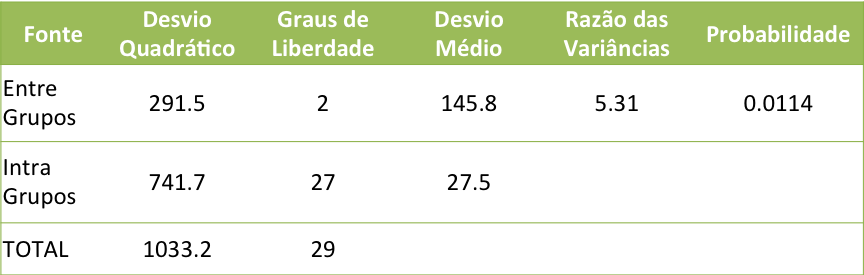 Fonte Desvio Quadrático Graus de Liberdade Desvio Médio Razão das Variâncias Probabilidade
Entre Grupos 291.5 2 145.8 5.31 0.0114
Intra Grupos 741.7 27 27.5
TOTAL 1033.2 29